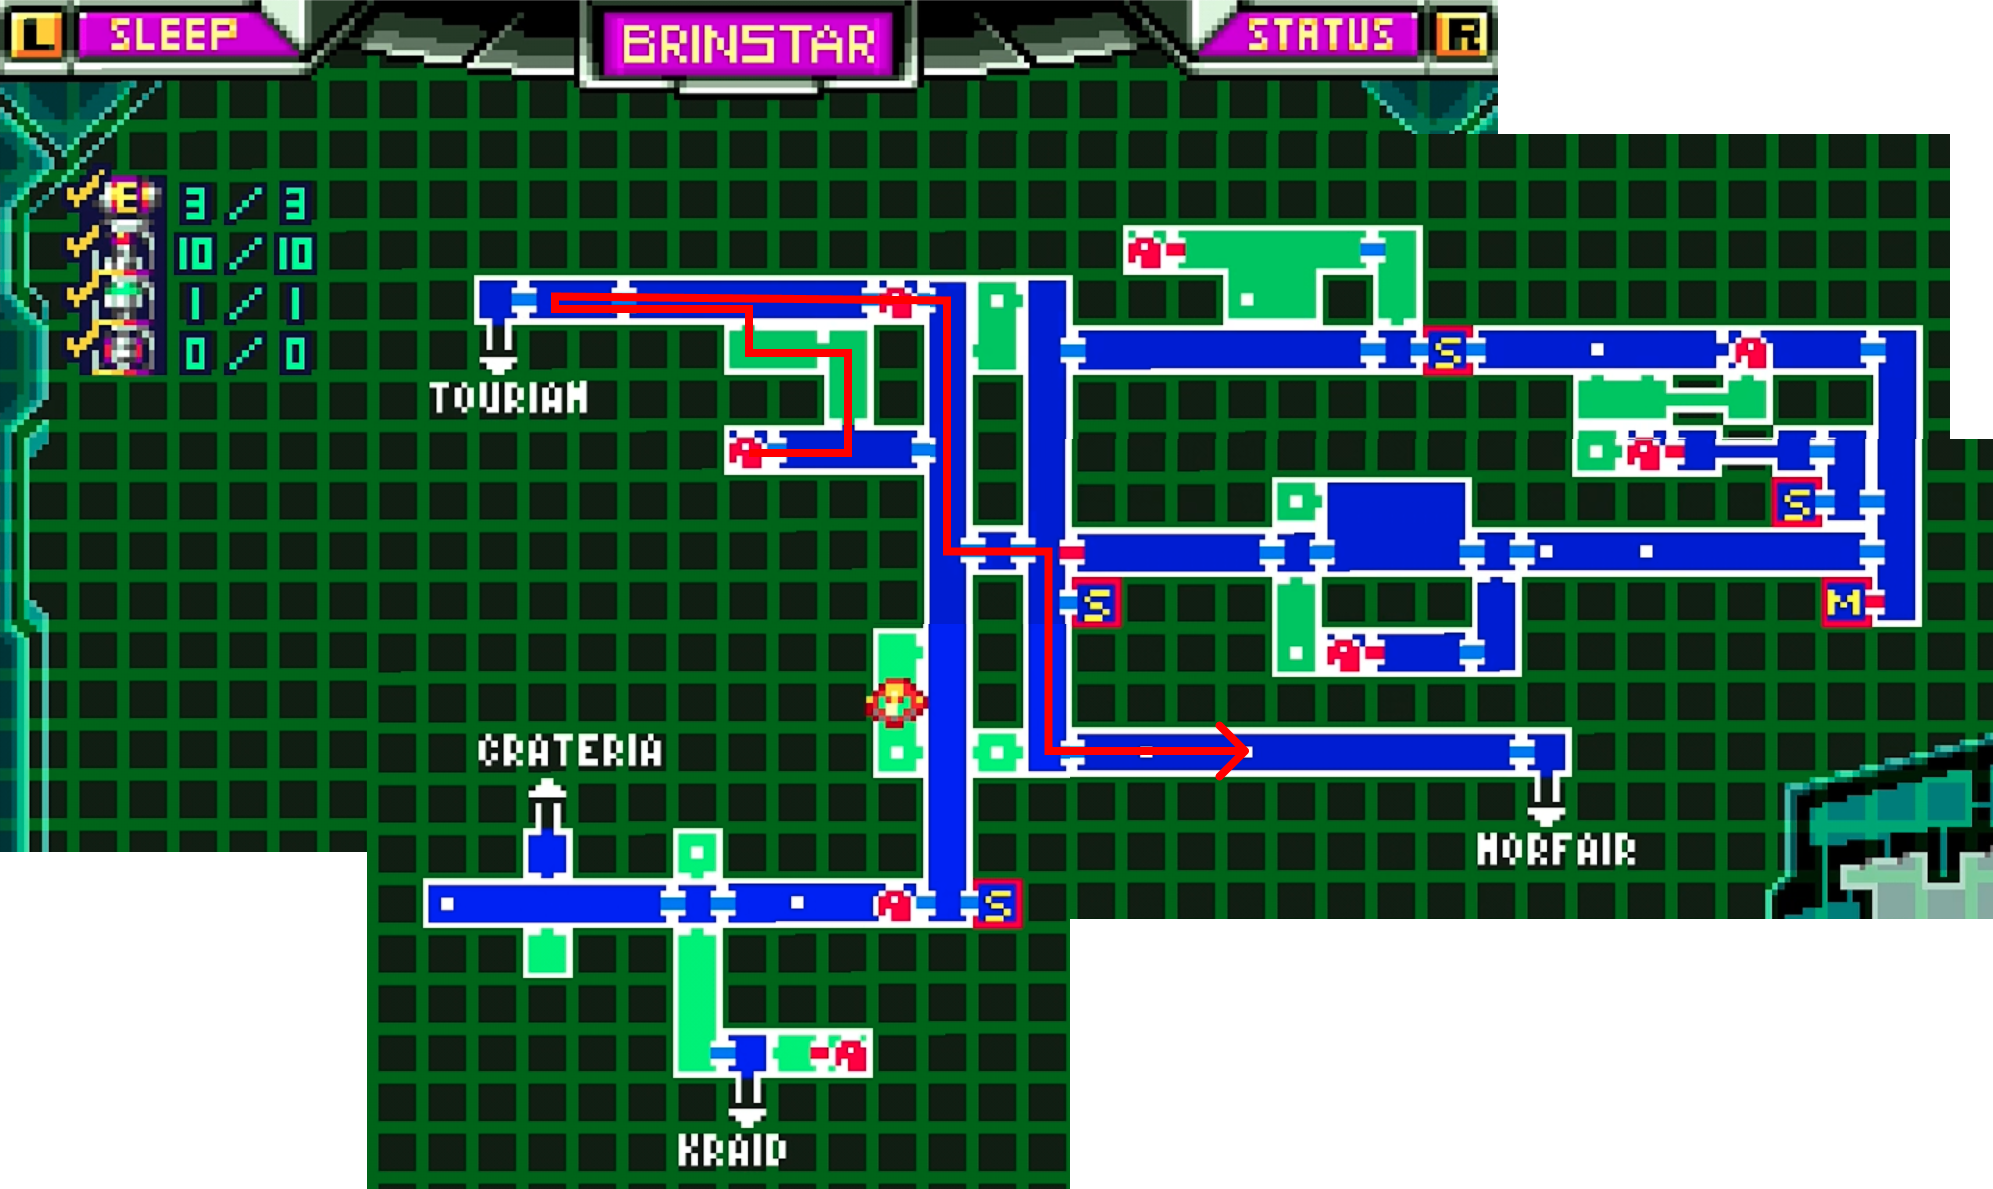 L SLEEP BRINSTAR STATUS R
E 3/3
10/10
1/1
0/0
S
TOURIAN
S
S
M
CRATERIA
NORFAIR
S
KRAID